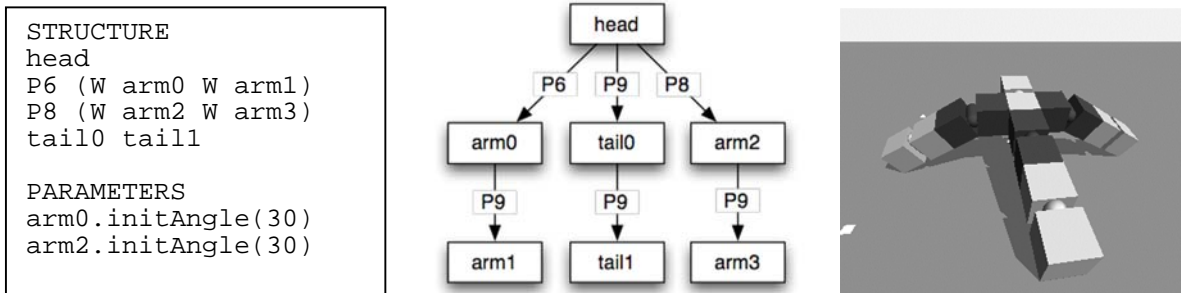 STRUCTURE
head
P6 (W arm0 W arm1)
P8 (W arm2 W arm3)
tail0 tail1
PARAMETERS
arm0.initAngle(30)
arm2.initAngle(30)
head
P6 P9 P8
arm0 tail0 arm2
P9 P9 P9
arm1 tail1 arm3